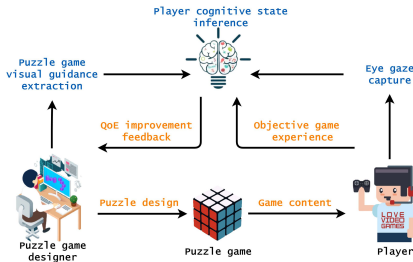 Player cognitive state
inference
Puzzle game
visual guidance
extraction
Eye gaze
capture
QoE improvement
feedback
Objective game
experience
Puzzle design
Game content
LOVE
VIDEO
GAMES
Puzzle game
designer
Puzzle game
Player